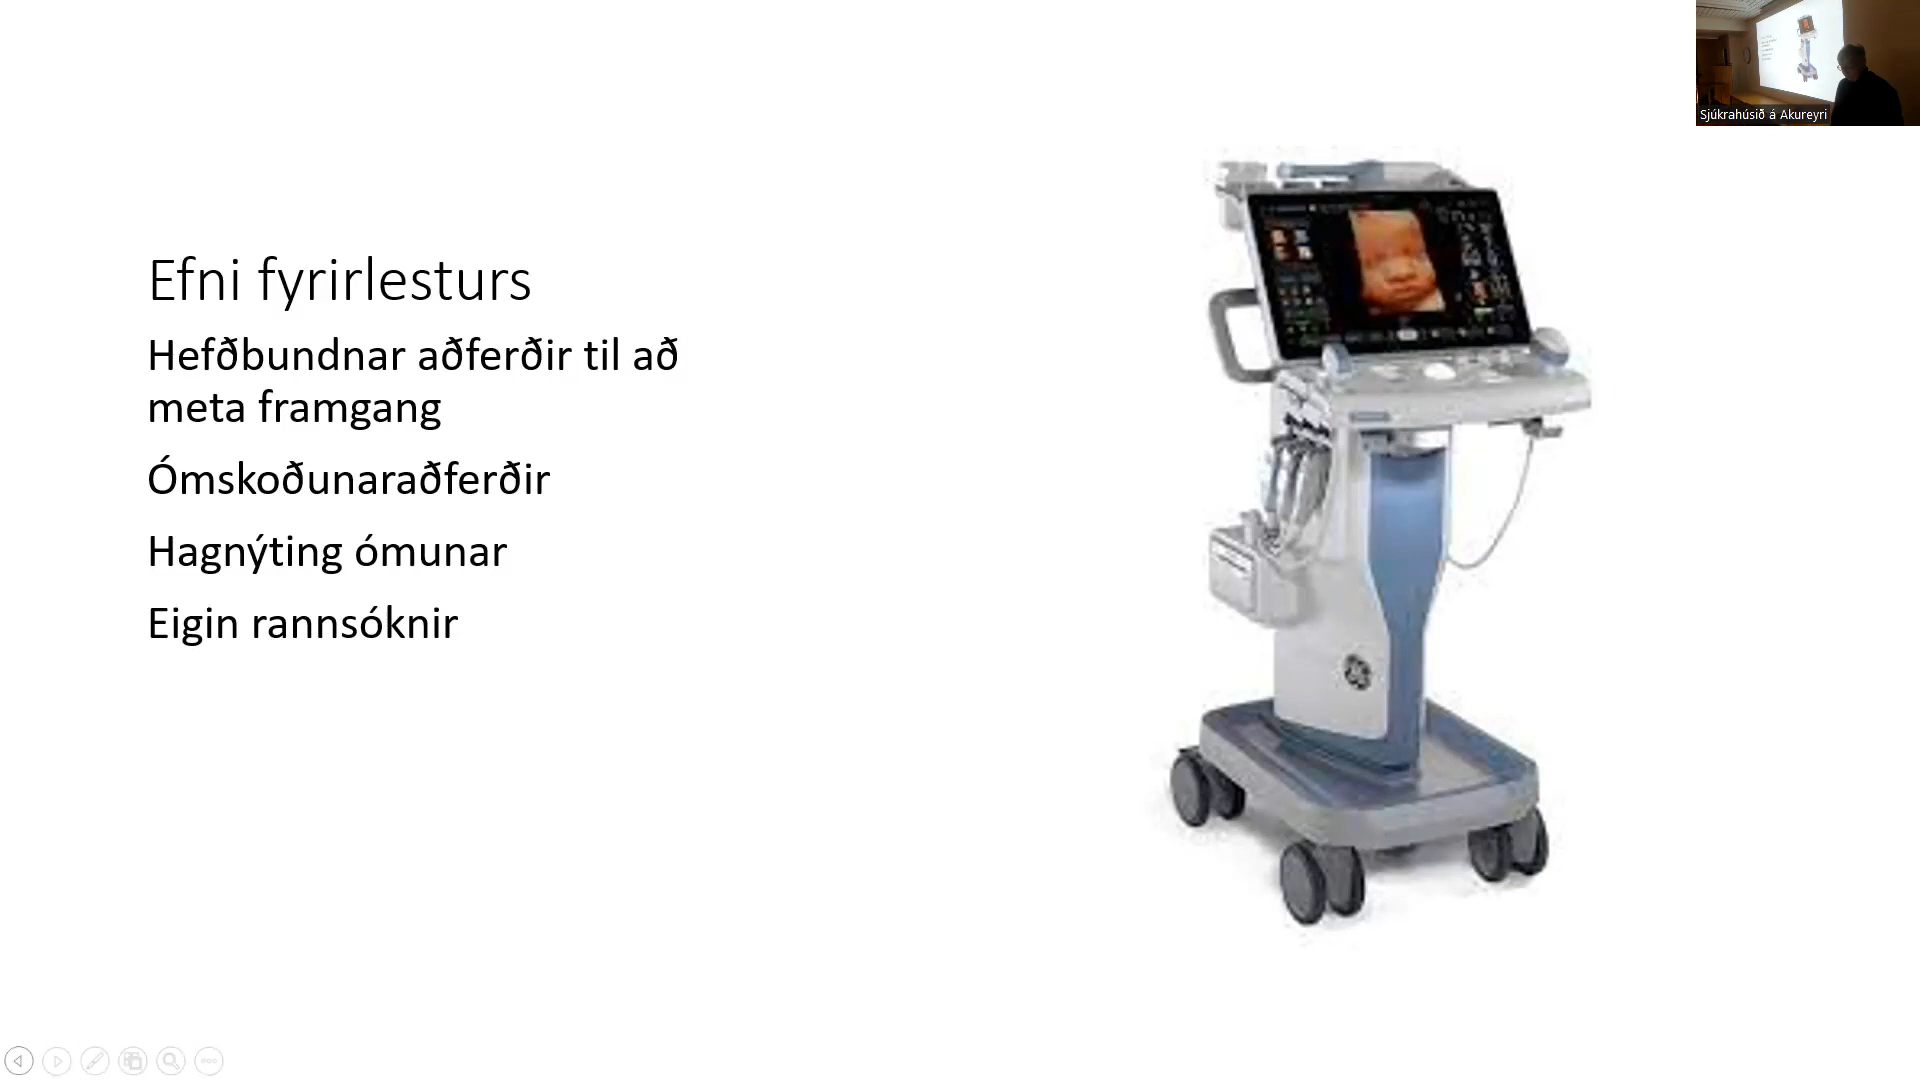 Efni fyrirlesturs
Hefðbundnar aðferðir til að
meta framgang
Ómskoðunaraðferðir
Hagnýting ómunar
Eigin rannsóknir
Sjúkrahúsið á Akureyri